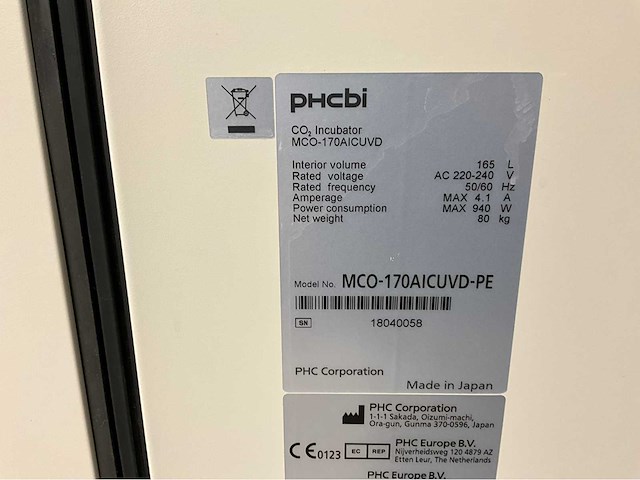 PHCbi
CO₂ Incubator
MCO-170AICUVD
Interior volume 165 L
Rated voltage AC 220-240 V
Rated frequency 50/60 Hz
Amperage MAX 4.1 A
Power consumption MAX 940 W
Net weight 80 kg
Model No. MCO-170AICUVD-PE
SN 18040058
PHC Corporation
Made in Japan
PHC Corporation
1-1-1 Sakada, Oizumi-machi,
Ora-gun, Gunma 370-0596, Japan
CE0123 EC REP PHC Europe B.V.
Nijverheidsweg 120 4879 AZ
Etten Leur, The Netherlands
PHC Europe B.V.